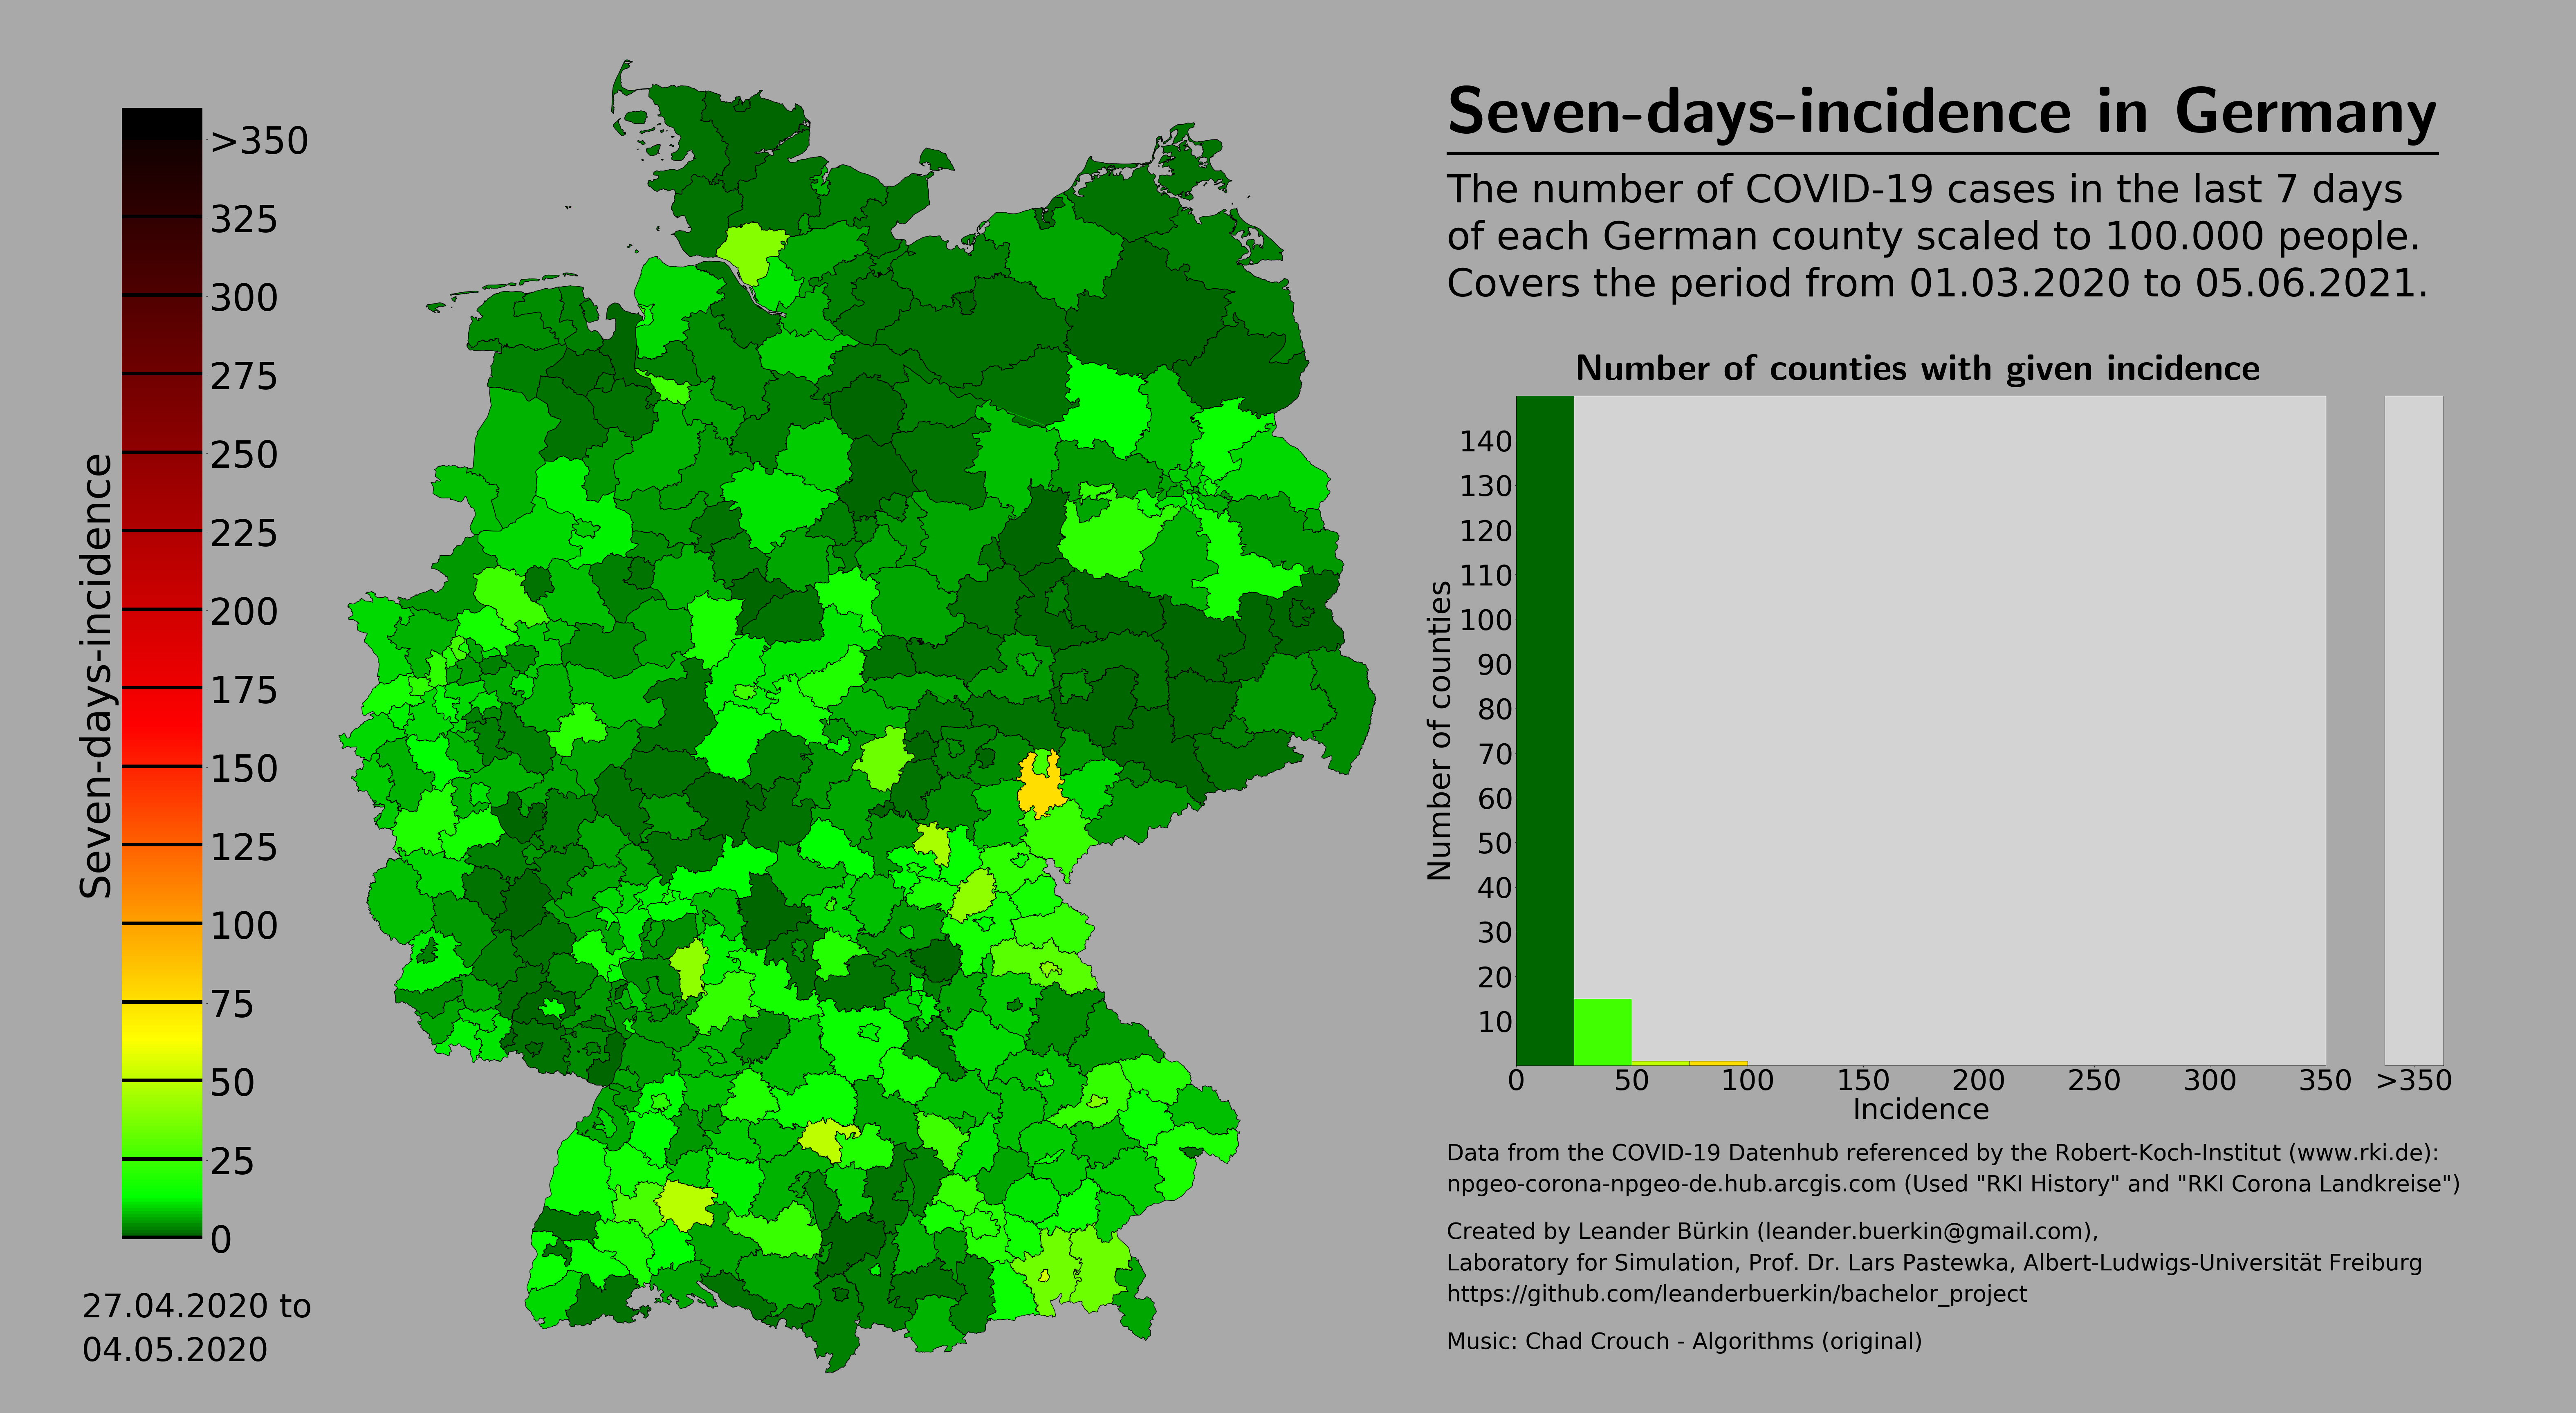 Seven-days-incidence in Germany
The number of COVID-19 cases in the last 7 days
of each German county scaled to 100.000 people.
Covers the period from 01.03.2020 to 05.06.2021.
Seven-days-incidence
>350
325
300
275
250
225
200
175
150
125
100
75
50
25
0
27.04.2020 to
04.05.2020
Number of counties with given incidence
Number of counties
140
130
120
110
100
90
80
70
60
50
40
30
20
10
0 50 100 150 200 250 300 350 >350
Incidence
Data from the COVID-19 Datenhub referenced by the Robert-Koch-Institut (www.rki.de):
npgeo-corona-npgeo-de.hub.arcgis.com (Used "RKI History" and "RKI Corona Landkreise")
Created by Leander Bürkin (leander.buerkin@gmail.com),
Laboratory for Simulation, Prof. Dr. Lars Pastewka, Albert-Ludwigs-Universität Freiburg
https://github.com/leanderbuerkin/bachelor_project
Music: Chad Crouch - Algorithms (original)